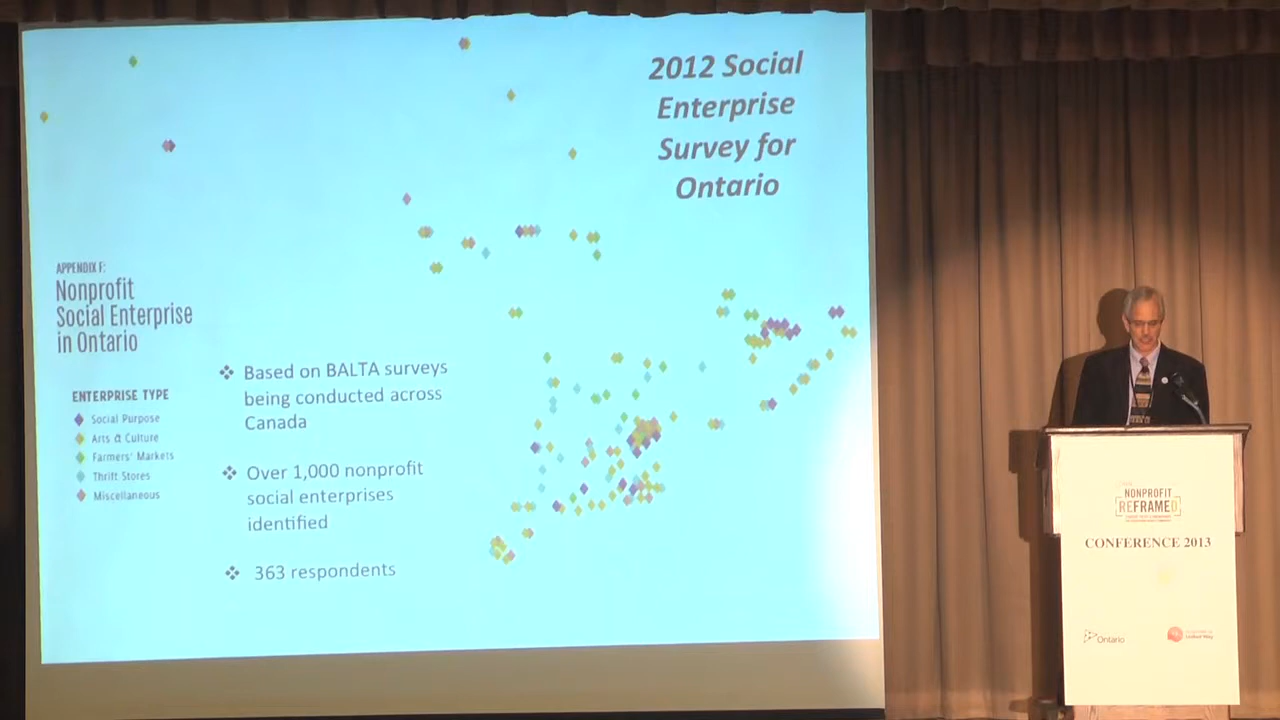 2012 Social
Enterprise
Survey for
Ontario
APPENDIX F:
Nonprofit
Social Enterprise
in Ontario
ENTERPRISE TYPE
Social Purpose
Arts & Culture
Farmers' Markets
Thrift Stores
Miscellaneous
❖ Based on BALTA surveys
being conducted across
Canada
❖ Over 1,000 nonprofit
social enterprises
identified
❖ 363 respondents
NONPROFIT
REFRAMED
CONFERENCE 2013
Ontario
United Way